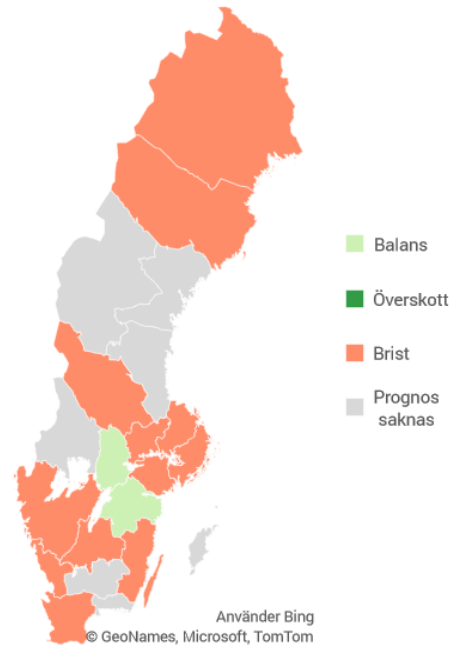 Balans
Överskott
Brist
Prognos
saknas
Använder Bing
© GeoNames, Microsoft, TomTom